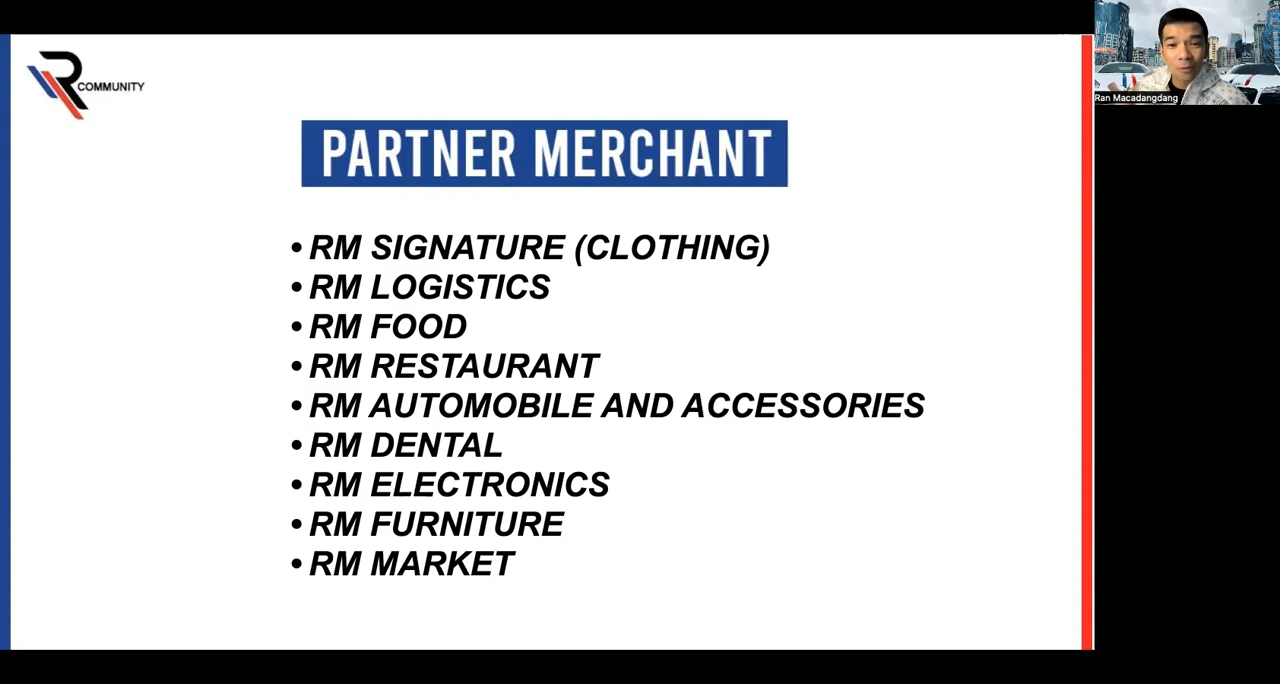 COMMUNITY
PARTNER MERCHANT
• RM SIGNATURE (CLOTHING)
• RM LOGISTICS
• RM FOOD
• RM RESTAURANT
• RM AUTOMOBILE AND ACCESSORIES
• RM DENTAL
• RM ELECTRONICS
• RM FURNITURE
• RM MARKET
Ran Macadangdang